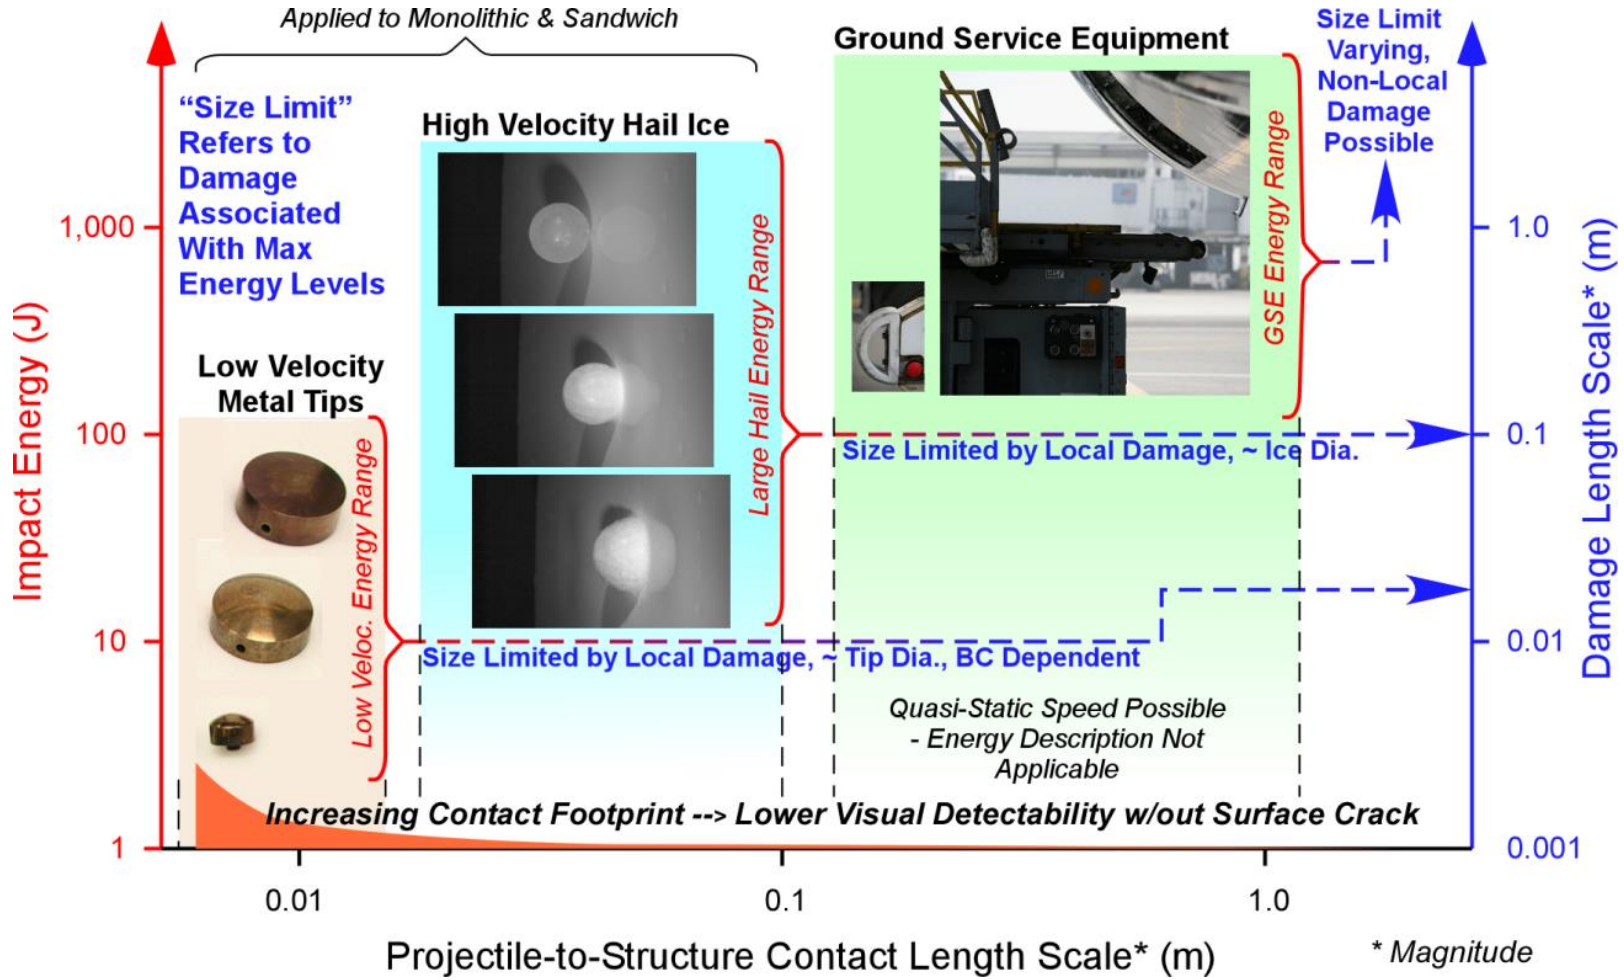 Applied to Monolithic & Sandwich
“Size Limit”
Refers to
Damage
Associated
With Max
Energy Levels
High Velocity Hail Ice
Ground Service Equipment
Size Limit
Varying,
Non-Local
Damage
Possible
Low Velocity
Metal Tips
Low Veloc. Energy Range
Large Hail Energy Range
GSE Energy Range
Size Limited by Local Damage, ~ Ice Dia.
Size Limited by Local Damage, ~ Tip Dia., BC Dependent
Quasi-Static Speed Possible
- Energy Description Not
Applicable
Increasing Contact Footprint --> Lower Visual Detectability w/out Surface Crack
Impact Energy (J)
1,000
100
10
1
Damage Length Scale* (m)
1.0
0.1
0.01
0.001
0.01
0.1
1.0
Projectile-to-Structure Contact Length Scale* (m)
* Magnitude